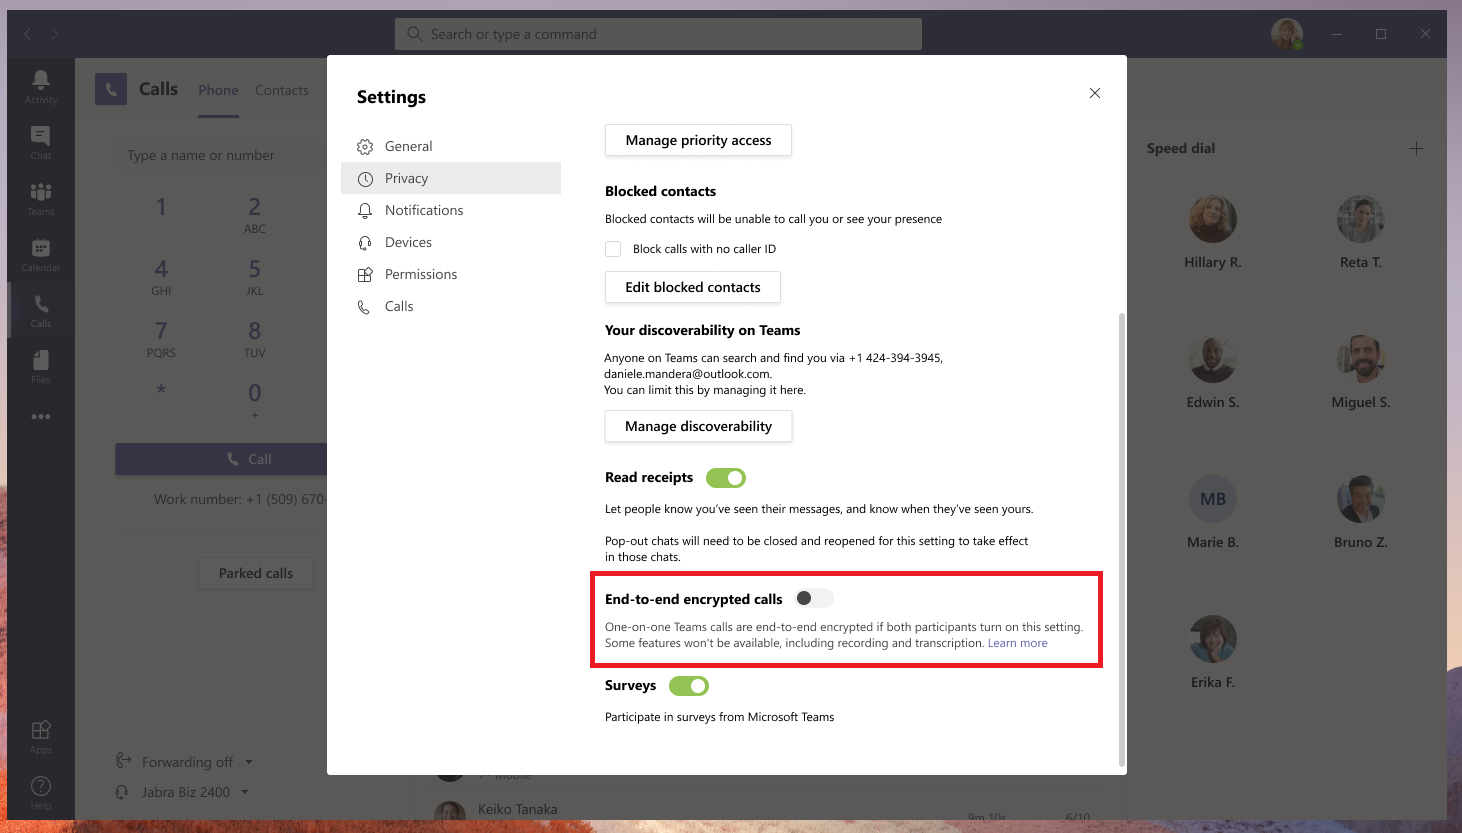 Search or type a command
Activity
Chat
Teams
Calendar
Calls
Files
Apps
Help
Calls
Phone
Contacts
Type a name or number
1
2
ABC
4
GHI
5
JKL
7
PQRS
8
TUV
*
0
+
Call
Work number: +1 (509) 670-
Parked calls
Forwarding off
Jabra Biz 2400
Settings
General
Privacy
Notifications
Devices
Permissions
Calls
Manage priority access
Blocked contacts
Blocked contacts will be unable to call you or see your presence
Block calls with no caller ID
Edit blocked contacts
Your discoverability on Teams
Anyone on Teams can search and find you via +1 424-394-3945,
daniele.mandera@outlook.com.
You can limit this by managing it here.
Manage discoverability
Read receipts
Let people know you've seen their messages, and know when they've seen yours.
Pop-out chats will need to be closed and reopened for this setting to take effect
in those chats.
End-to-end encrypted calls
One-on-one Teams calls are end-to-end encrypted if both participants turn on this setting.
Some features won't be available, including recording and transcription. Learn more
Surveys
Participate in surveys from Microsoft Teams
Mobile
Keiko Tanaka
9m 10s
6/10
Speed dial
Hillary R.
Reta T.
Edwin S.
Miguel S.
MB
Marie B.
Bruno Z.
Erika F.